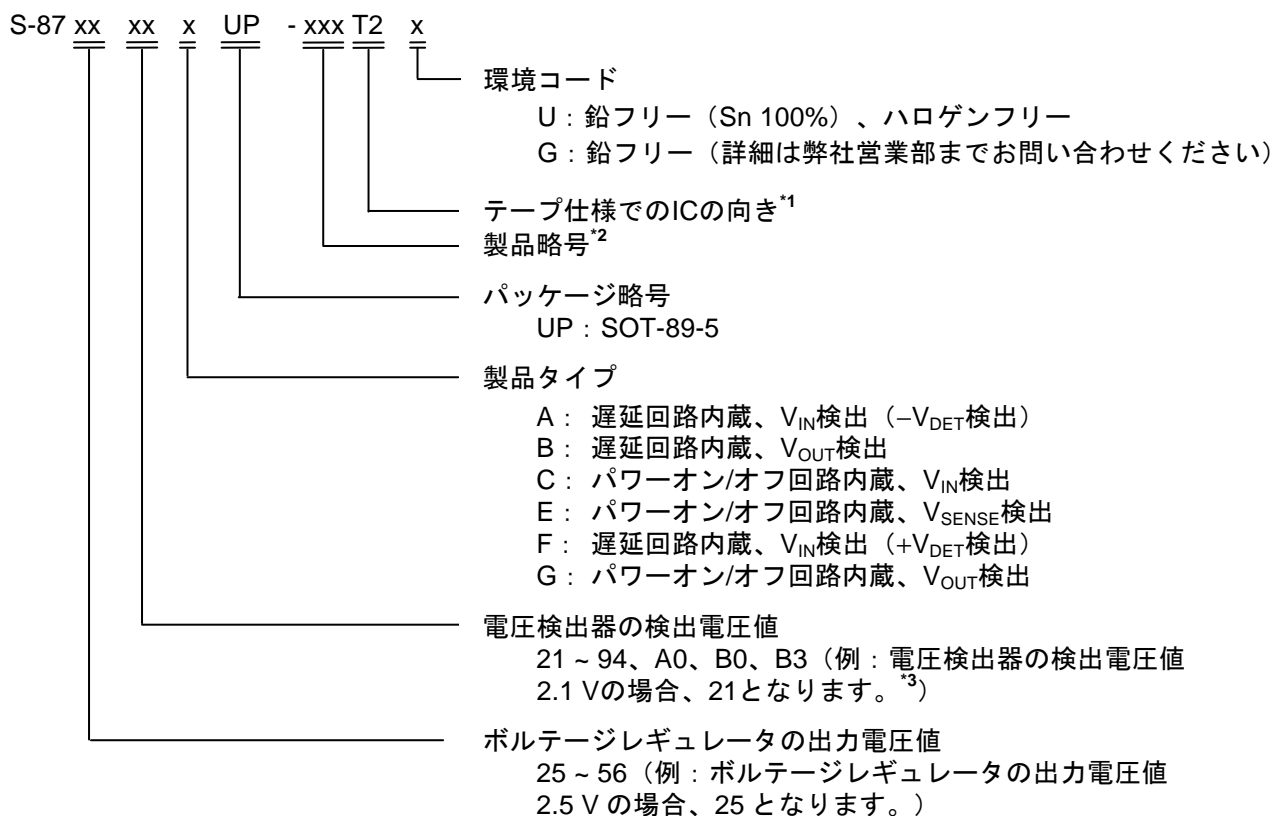 S-87 xx xx x UP - xxx T2 x
環境コード
U：鉛フリー（Sn 100%）、ハロゲンフリー
G：鉛フリー（詳細は弊社営業部までお問い合わせください）
テープ仕様でのICの向き*1
製品略号*2
パッケージ略号
UP：SOT-89-5
製品タイプ
A： 遅延回路内蔵、VIN検出（−VDET検出）
B： 遅延回路内蔵、VOUT検出
C： パワーオン/オフ回路内蔵、VIN検出
E： パワーオン/オフ回路内蔵、VSENSE検出
F： 遅延回路内蔵、VIN検出（+VDET検出）
G： パワーオン/オフ回路内蔵、VOUT検出
電圧検出器の検出電圧値
21 ~ 94、A0、B0、B3（例：電圧検出器の検出電圧値
2.1 Vの場合、21となります。*3）
ボルテージレギュレータの出力電圧値
25 ~ 56（例：ボルテージレギュレータの出力電圧値
2.5 V の場合、25 となります。）